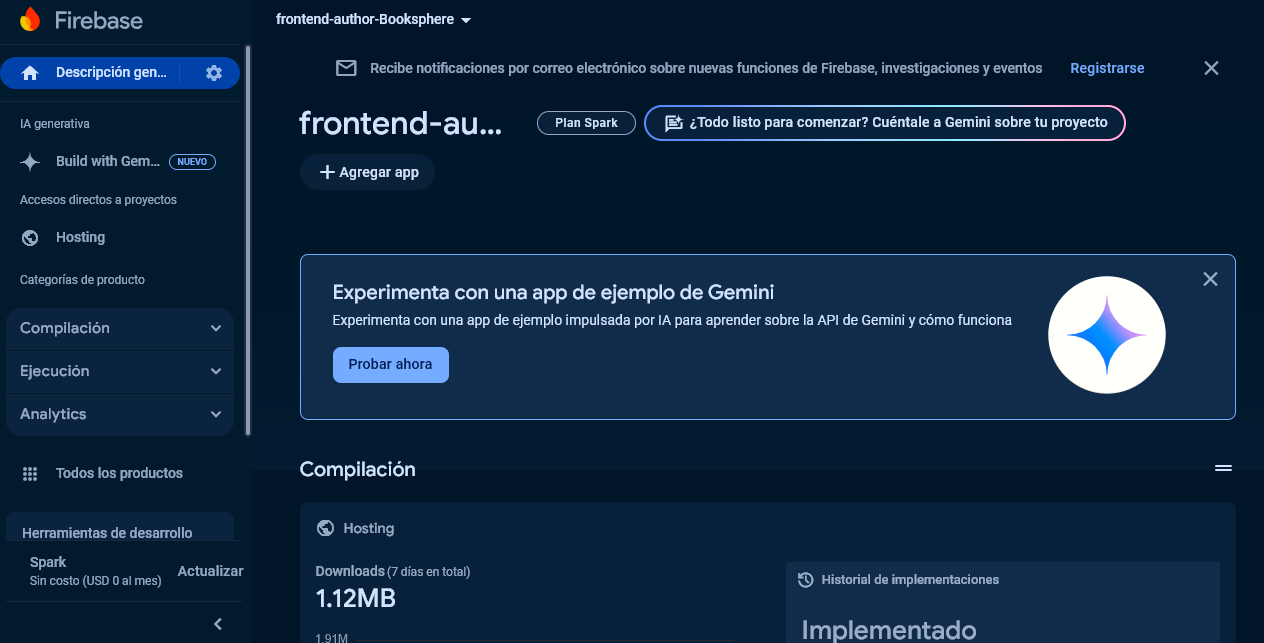 Firebase
frontend-author-Booksphere
Descripción gen...
Recibe notificaciones por correo electrónico sobre nuevas funciones de Firebase, investigaciones y eventos
Registrarse
IA generativa
Build with Gem...
NUEVO
Accesos directos a proyectos
Hosting
Categorías de producto
Compilación
Ejecución
Analytics
Todos los productos
Herramientas de desarrollo
Spark
Sin costo (USD 0 al mes)
Actualizar
frontend-au...
Plan Spark
¿Todo listo para comenzar? Cuéntale a Gemini sobre tu proyecto
Agregar app
Experimenta con una app de ejemplo de Gemini
Experimenta con una app de ejemplo impulsada por IA para aprender sobre la API de Gemini y cómo funciona
Probar ahora
Compilación
Hosting
Downloads (7 días en total)
1.12MB
1.91M
Historial de implementaciones
Implementado